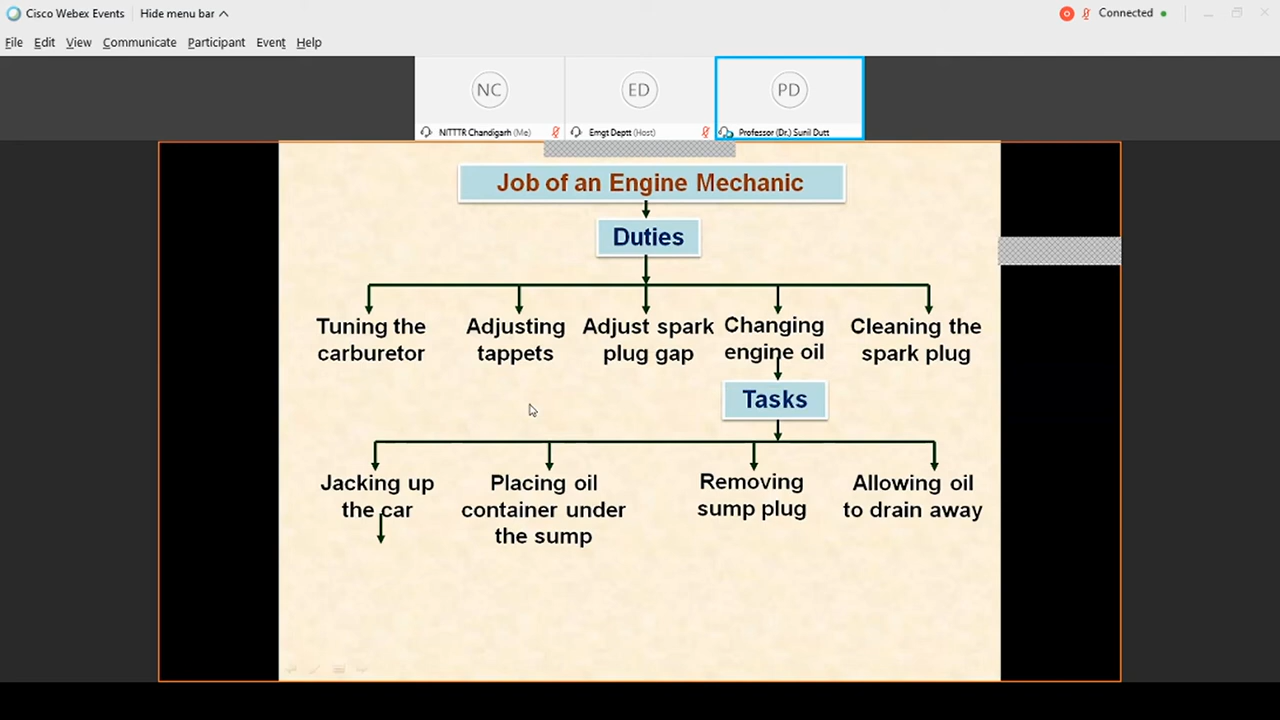 Cisco Webex Events
Hide menu bar
Connected
File Edit View Communicate Participant Event Help
NC
ED
PD
NITTTR Chandigarh (Me)
Emgt Deptt (Host)
Professor (Dr.) Sunil Dutt
Job of an Engine Mechanic
Duties
Tuning the
carburetor
Adjusting
tappets
Adjust spark
plug gap
Changing
engine oil
Cleaning the
spark plug
Tasks
Jacking up
the car
Placing oil
container under
the sump
Removing
sump plug
Allowing oil
to drain away